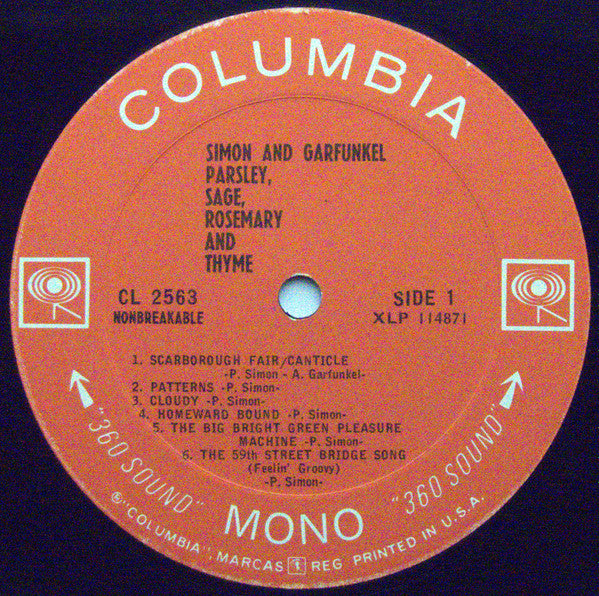 COLUMBIA
SIMON AND GARFUNKEL
PARSLEY,
SAGE,
ROSEMARY
AND
THYME
CL 2563
NONBREAKABLE
SIDE 1
XLP 114871
1. SCARBOROUGH FAIR/CANTICLE
-P. Simon - A. Garfunkel-
2. PATTERNS -P. Simon-
3. CLOUDY -P. Simon-
4. HOMEWARD BOUND -P. Simon-
5. THE BIG BRIGHT GREEN PLEASURE
MACHINE -P. Simon-
6. THE 59th STREET BRIDGE SONG
(Feelin' Groovy)
-P. Simon-
"360 SOUND" MONO "360 SOUND"
®"COLUMBIA", MARCAS REG PRINTED IN U.S.A.